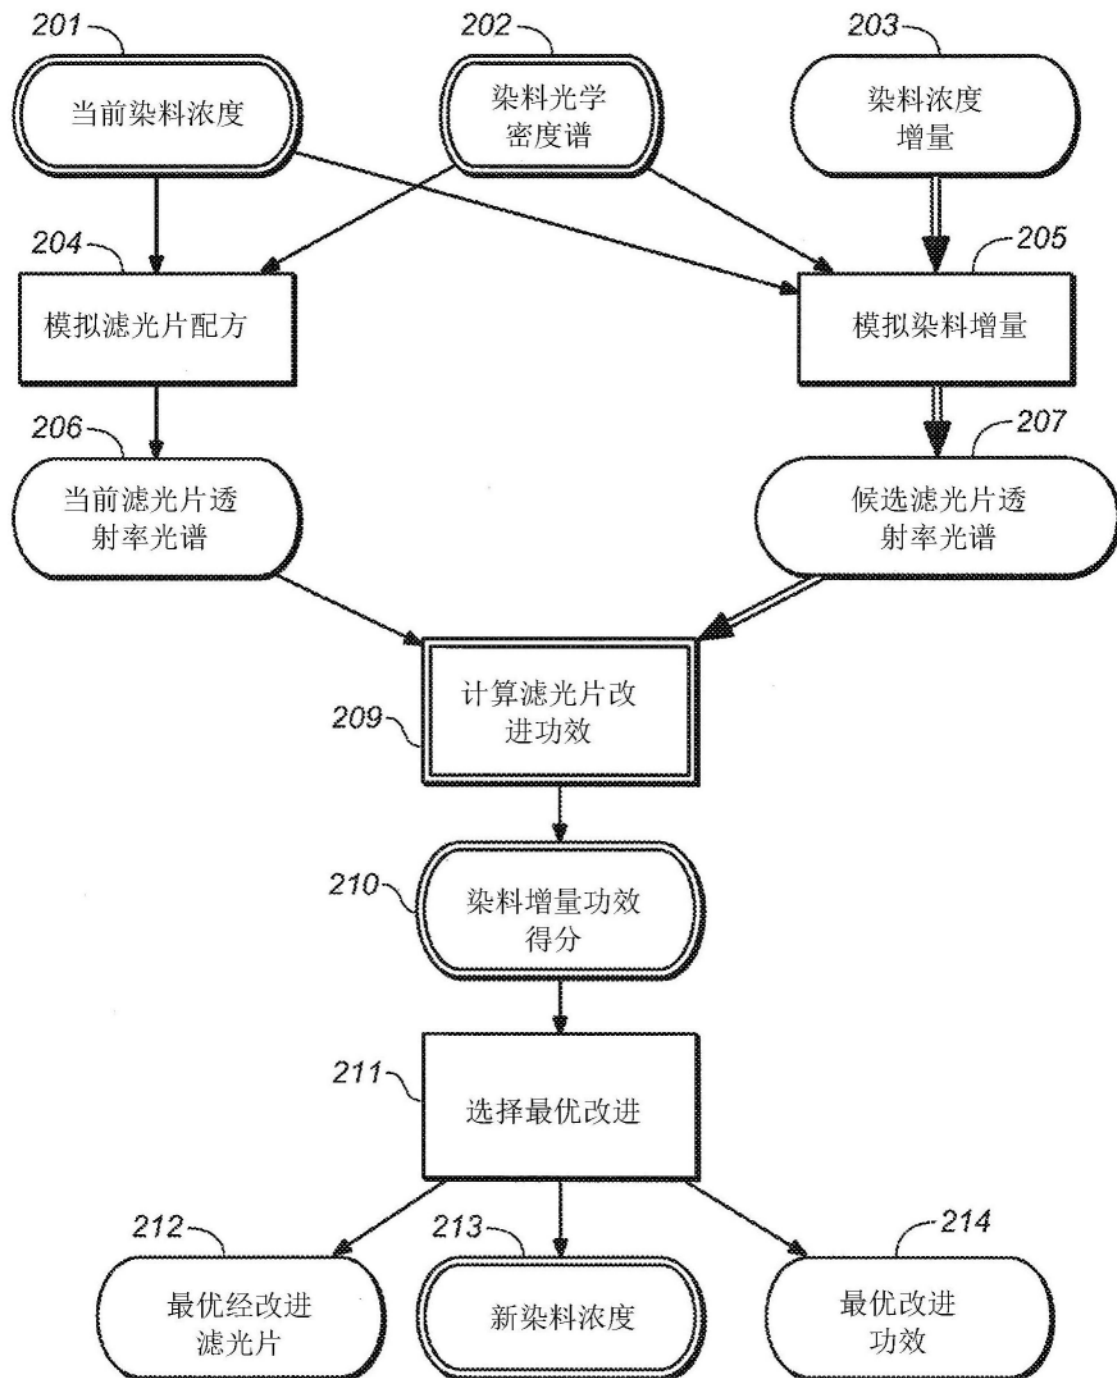 201
202
203
当前染料浓度
染料光学
密度谱
染料浓度
增量
204
205
模拟滤光片配方
模拟染料增量
206
207
当前滤光片透
射率光谱
候选滤光片透
射率光谱
计算滤光片改
进功效
209
210
染料增量功效
得分
211
选择最优改进
212
213
214
最优经改进
滤光片
新染料浓度
最优改进
功效